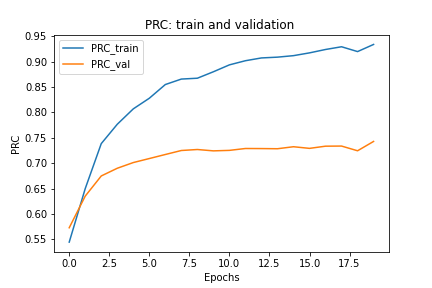 PRC: train and validation
PRC_train
PRC_val
0.95
0.90
0.85
0.80
0.75
0.70
0.65
0.60
0.55
PRC
0.0 2.5 5.0 7.5 10.0 12.5 15.0 17.5
Epochs